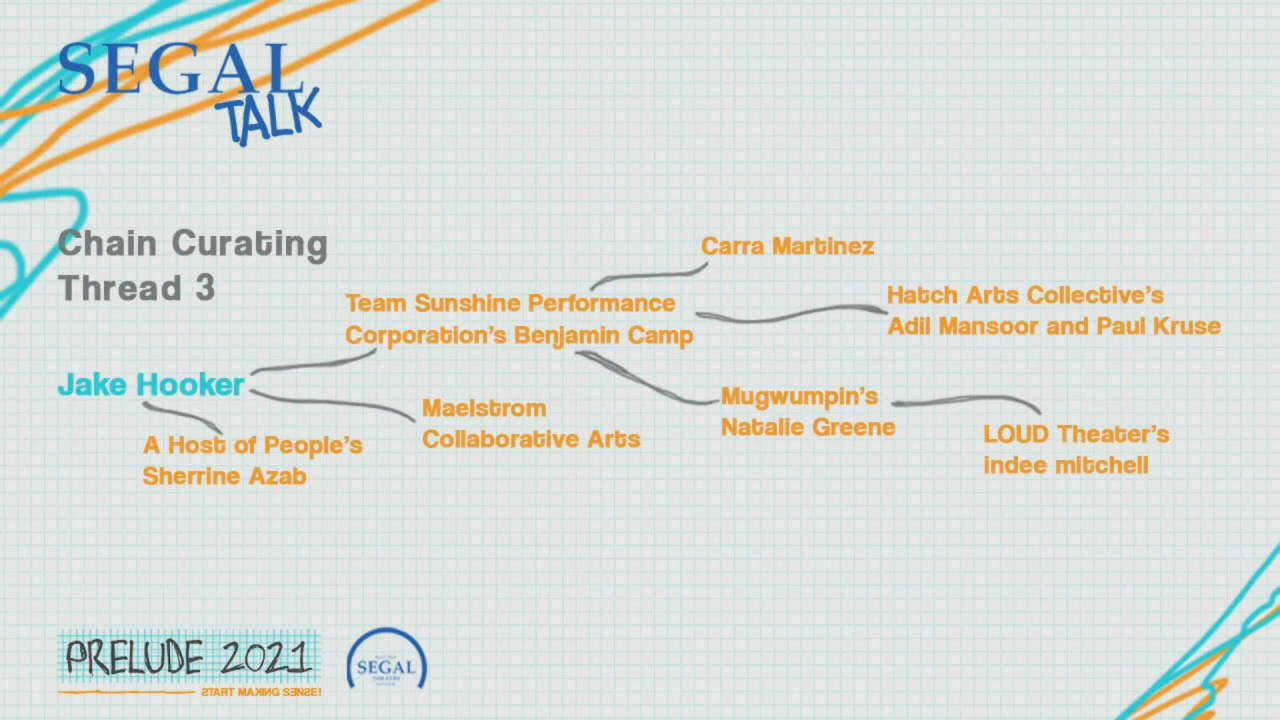 SEGAL
TALK
Chain Curating
Thread 3
Carra Martinez
Team Sunshine Performance
Corporation's Benjamin Camp
Hatch Arts Collective's
Adil Mansoor and Paul Kruse
Jake Hooker
Maelstrom
Collaborative Arts
Mugwumpin's
Natalie Greene
A Host of People's
Sherrine Azab
LOUD Theater's
indee mitchell
PRELUDE 2021
START MAKING SENSE!
SEGAL
THEATRE
CENTER